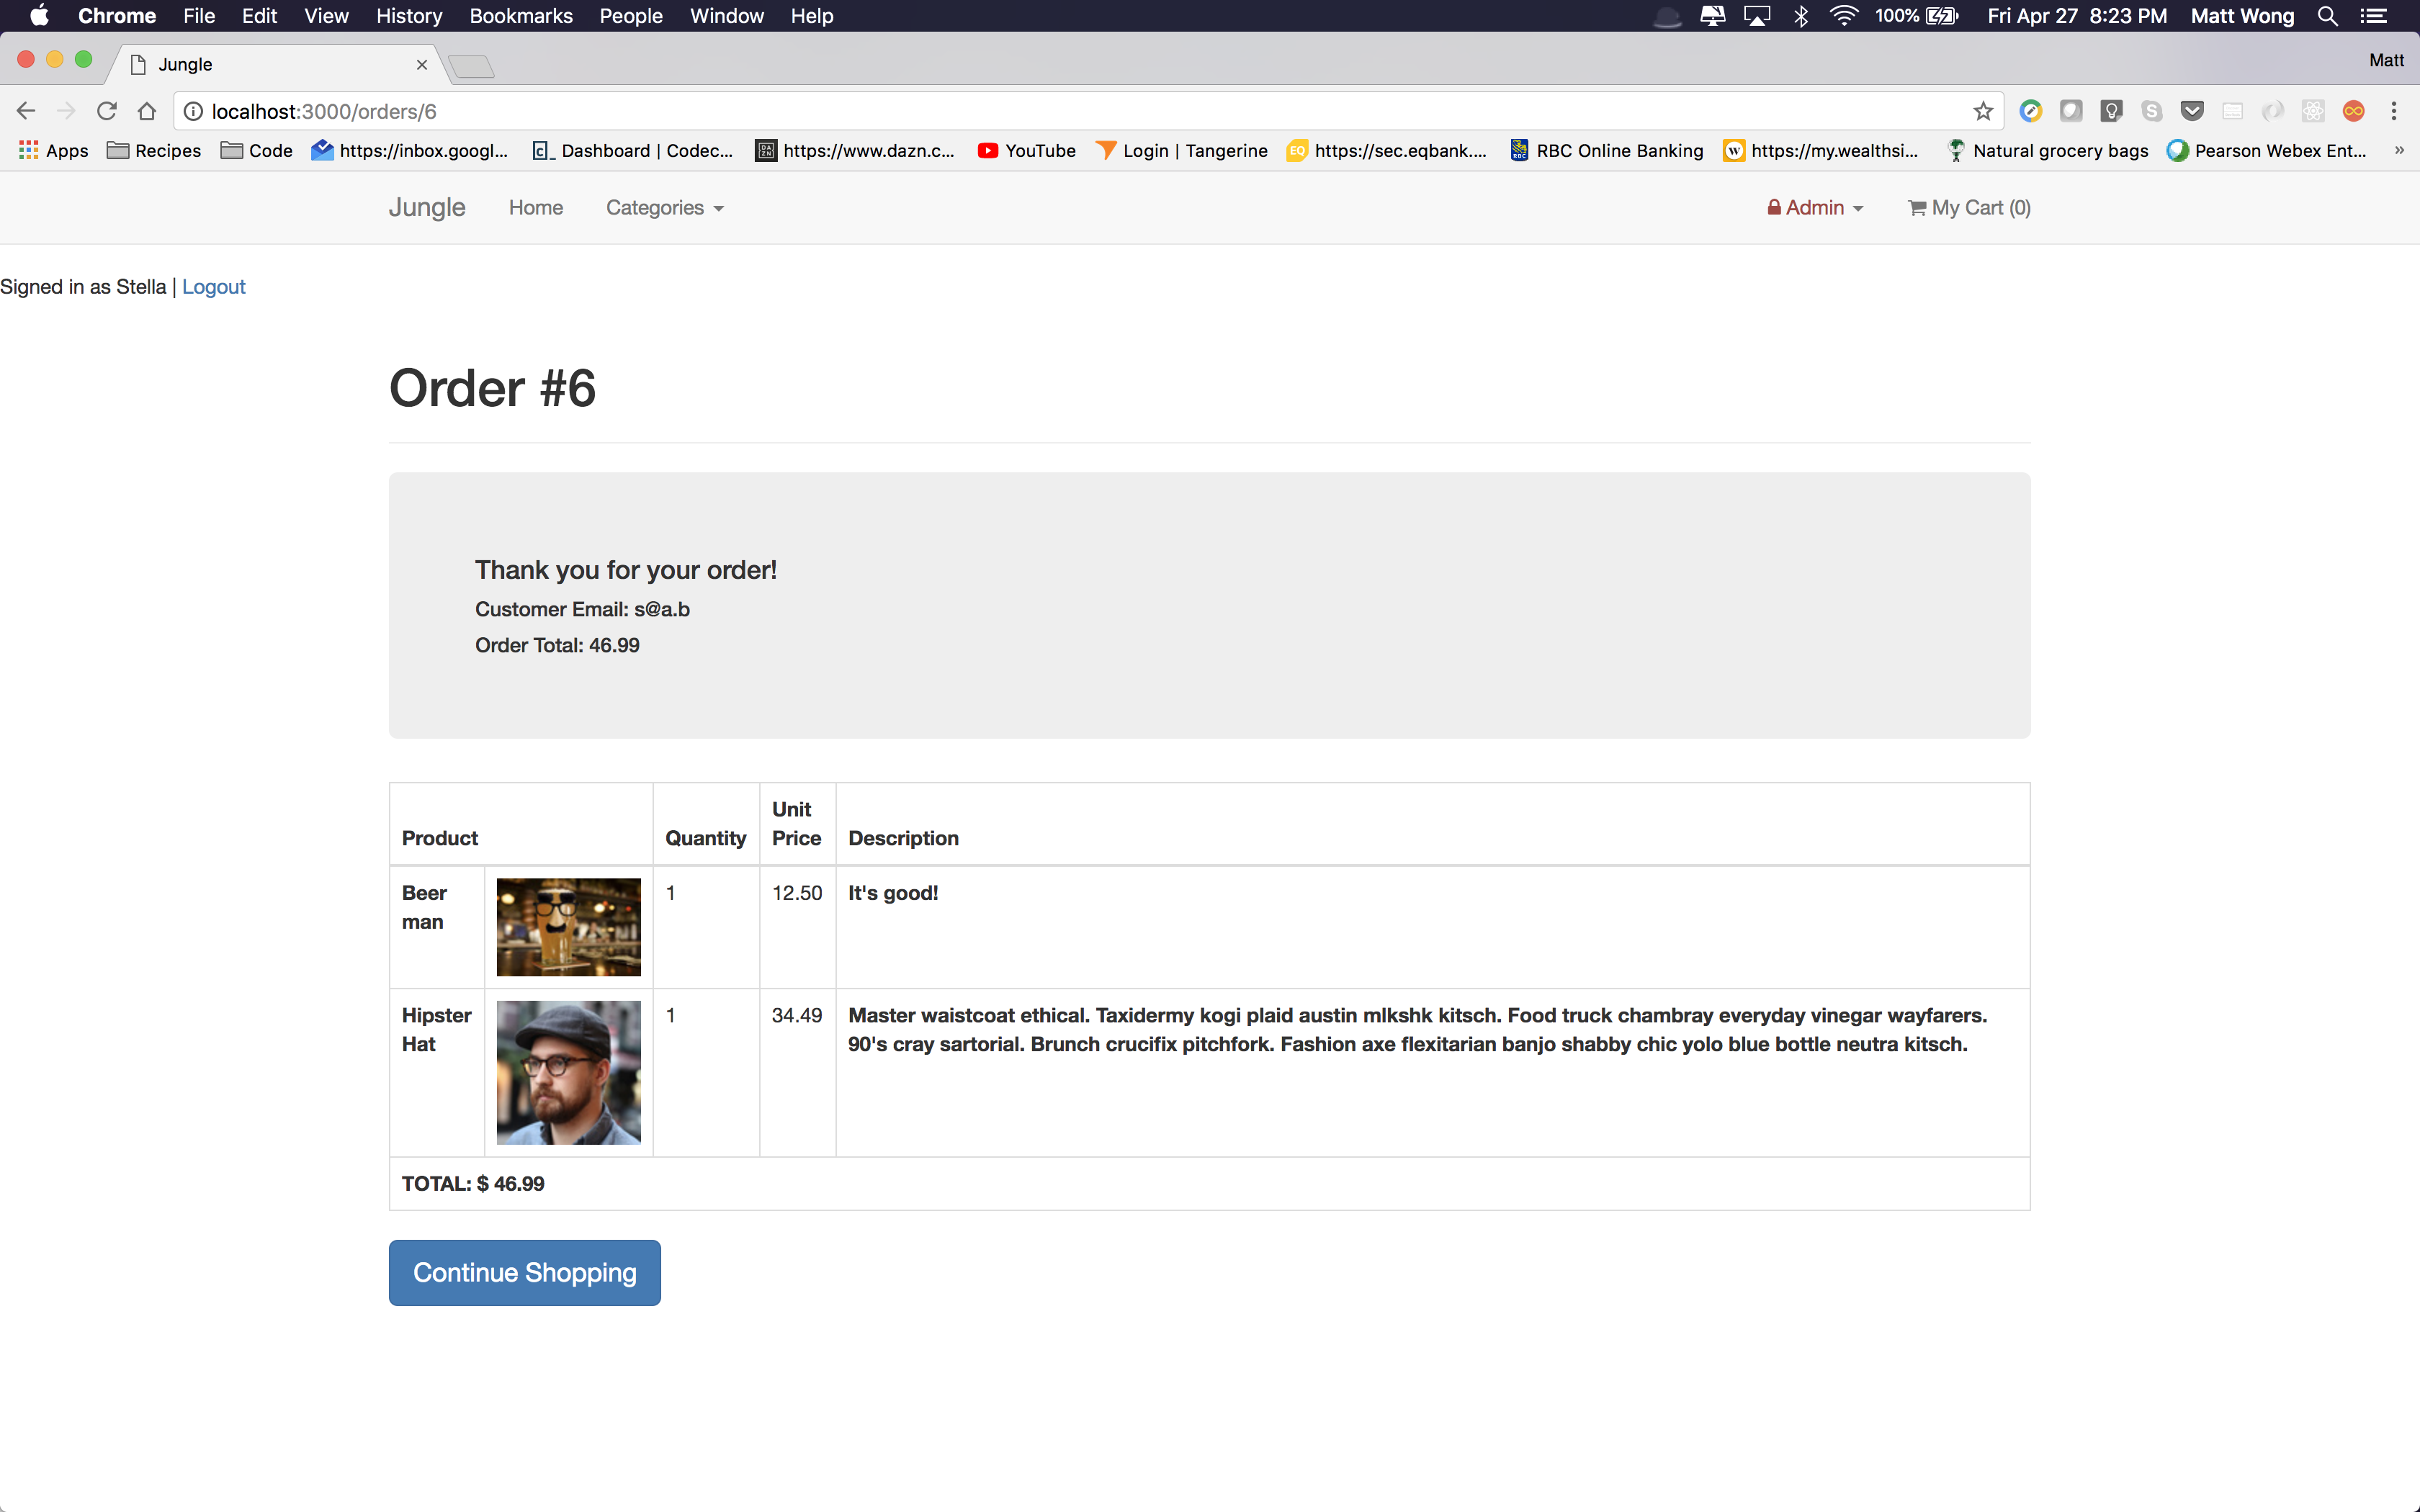 Chrome File Edit View History Bookmarks People Window Help 100% Fri Apr 27 8:23 PM Matt Wong
Jungle Matt
localhost:3000/orders/6
Apps Recipes Code https://inbox.googl... Dashboard | Codec... https://www.dazn.c... YouTube Login | Tangerine https://sec.eqbank.... RBC Online Banking https://my.wealthsi... Natural grocery bags Pearson Webex Ent... »
Jungle Home Categories Admin My Cart (0)
Signed in as Stella | Logout
Order #6
Thank you for your order!
Customer Email: s@a.b
Order Total: 46.99
Product Quantity Unit Price Description
Beer man 1 12.50 It's good!
Hipster Hat 1 34.49 Master waistcoat ethical. Taxidermy kogi plaid austin mlkshk kitsch. Food truck chambray everyday vinegar wayfarers.
90's cray sartorial. Brunch crucifix pitchfork. Fashion axe flexitarian banjo shabby chic yolo blue bottle neutra kitsch.
TOTAL: $ 46.99
Continue Shopping